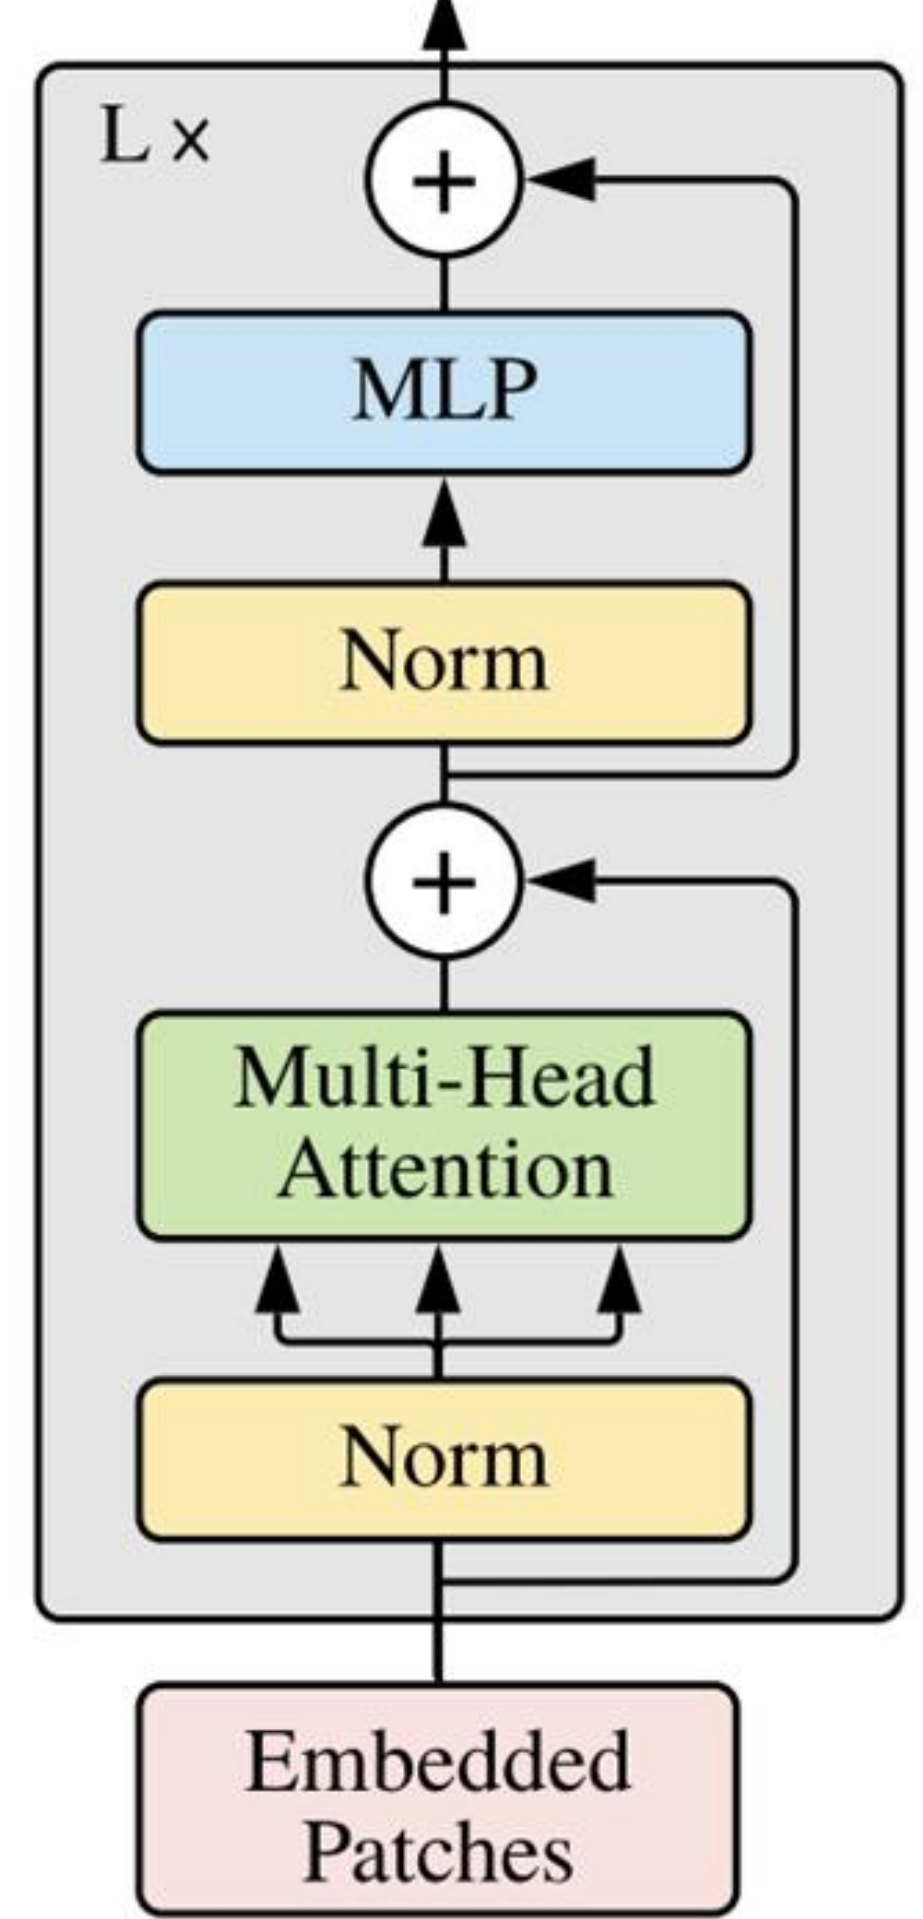 L ×
+
MLP
Norm
+
Multi-Head
Attention
Norm
Embedded
Patches